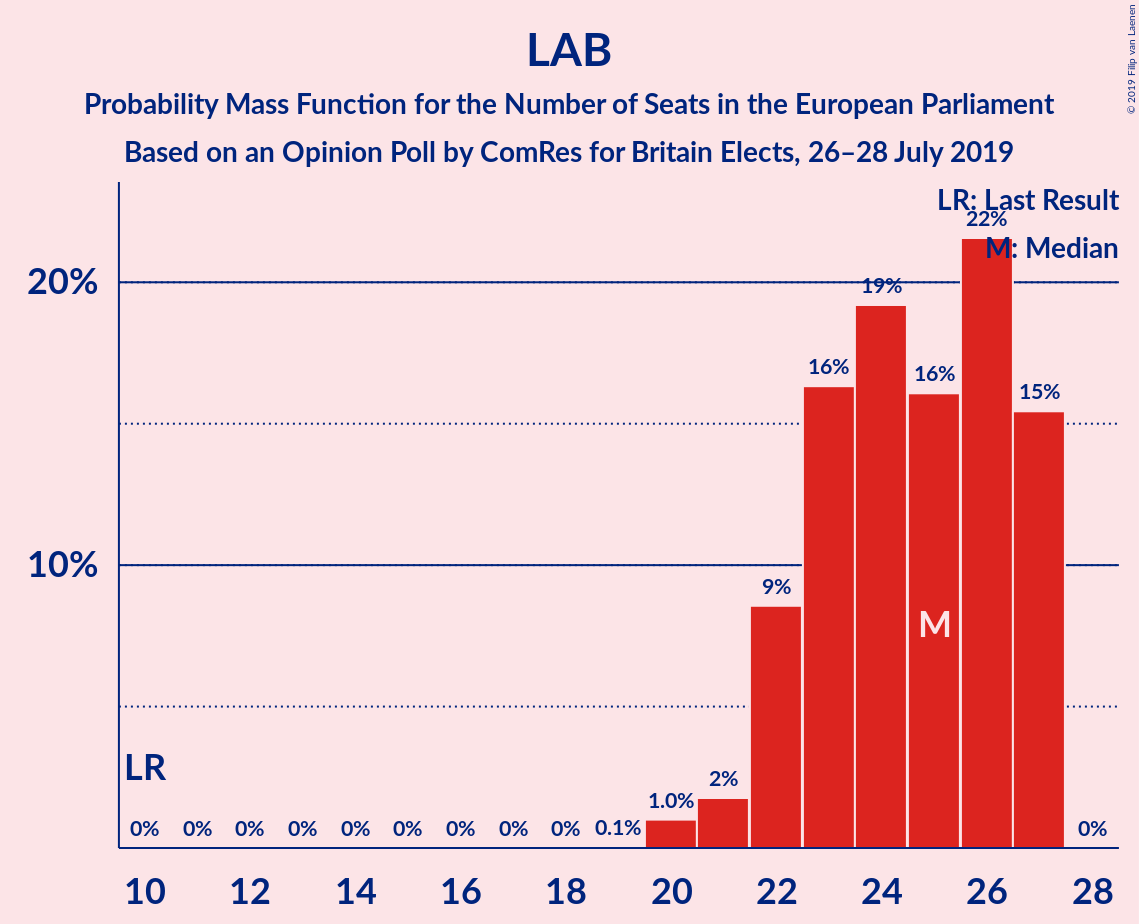 LAB
Probability Mass Function for the Number of Seats in the European Parliament
Based on an Opinion Poll by ComRes for Britain Elects, 26–28 July 2019
© 2019 Filip van Laenen
LR: Last Result
M: Median
20%
10%
22%
19%
16%
16%
15%
9%
2%
1.0%
0.1%
0% 0% 0% 0% 0% 0% 0% 0% 0% 0%
LR
M
10 12 14 16 18 20 22 24 26 28